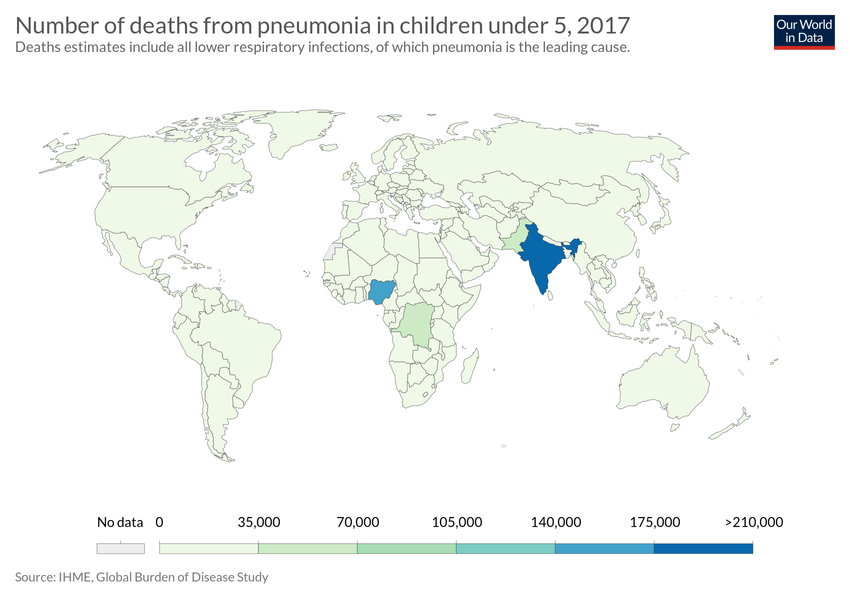 Number of deaths from pneumonia in children under 5, 2017
Deaths estimates include all lower respiratory infections, of which pneumonia is the leading cause.
Our World
in Data
No data 0 35,000 70,000 105,000 140,000 175,000 >210,000
Source: IHME, Global Burden of Disease Study